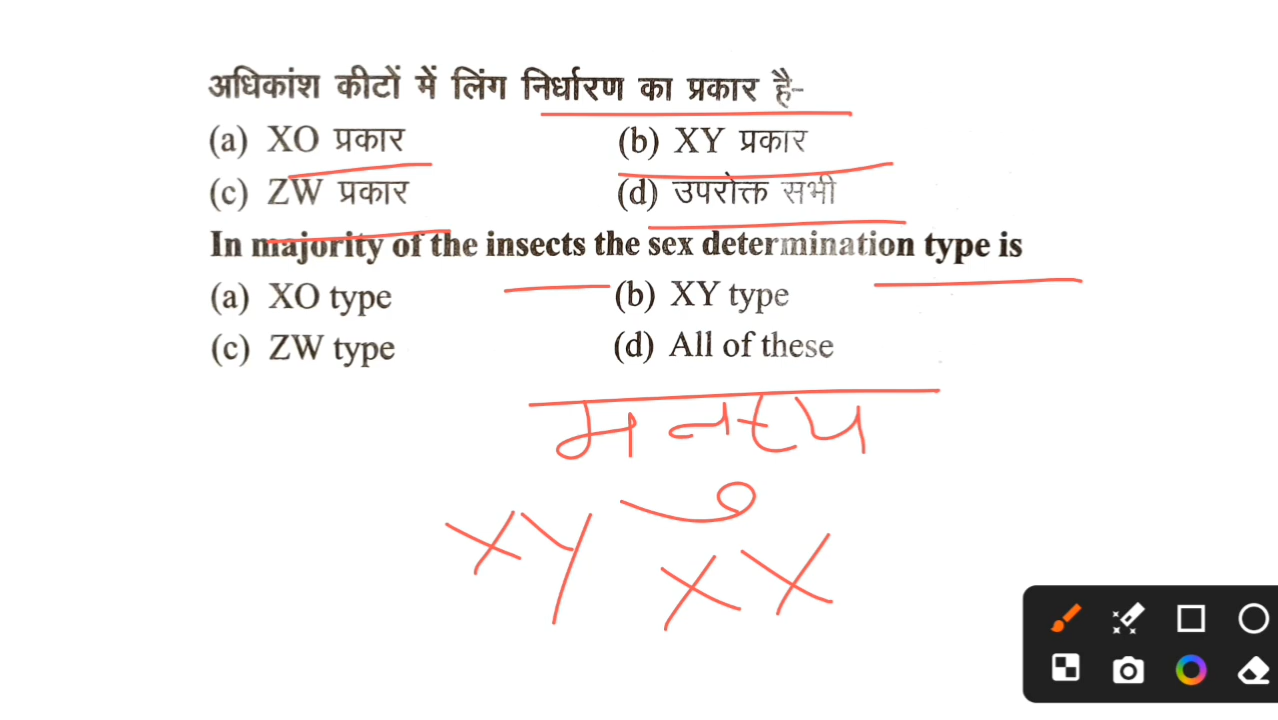 अधिकांश कीटों में लिंग निर्धारण का प्रकार है-
(a) XO प्रकार (b) XY प्रकार
(c) ZW प्रकार (d) उपरोक्त सभी
In majority of the insects the sex determination type is
(a) XO type (b) XY type
(c) ZW type (d) All of these
XY XX